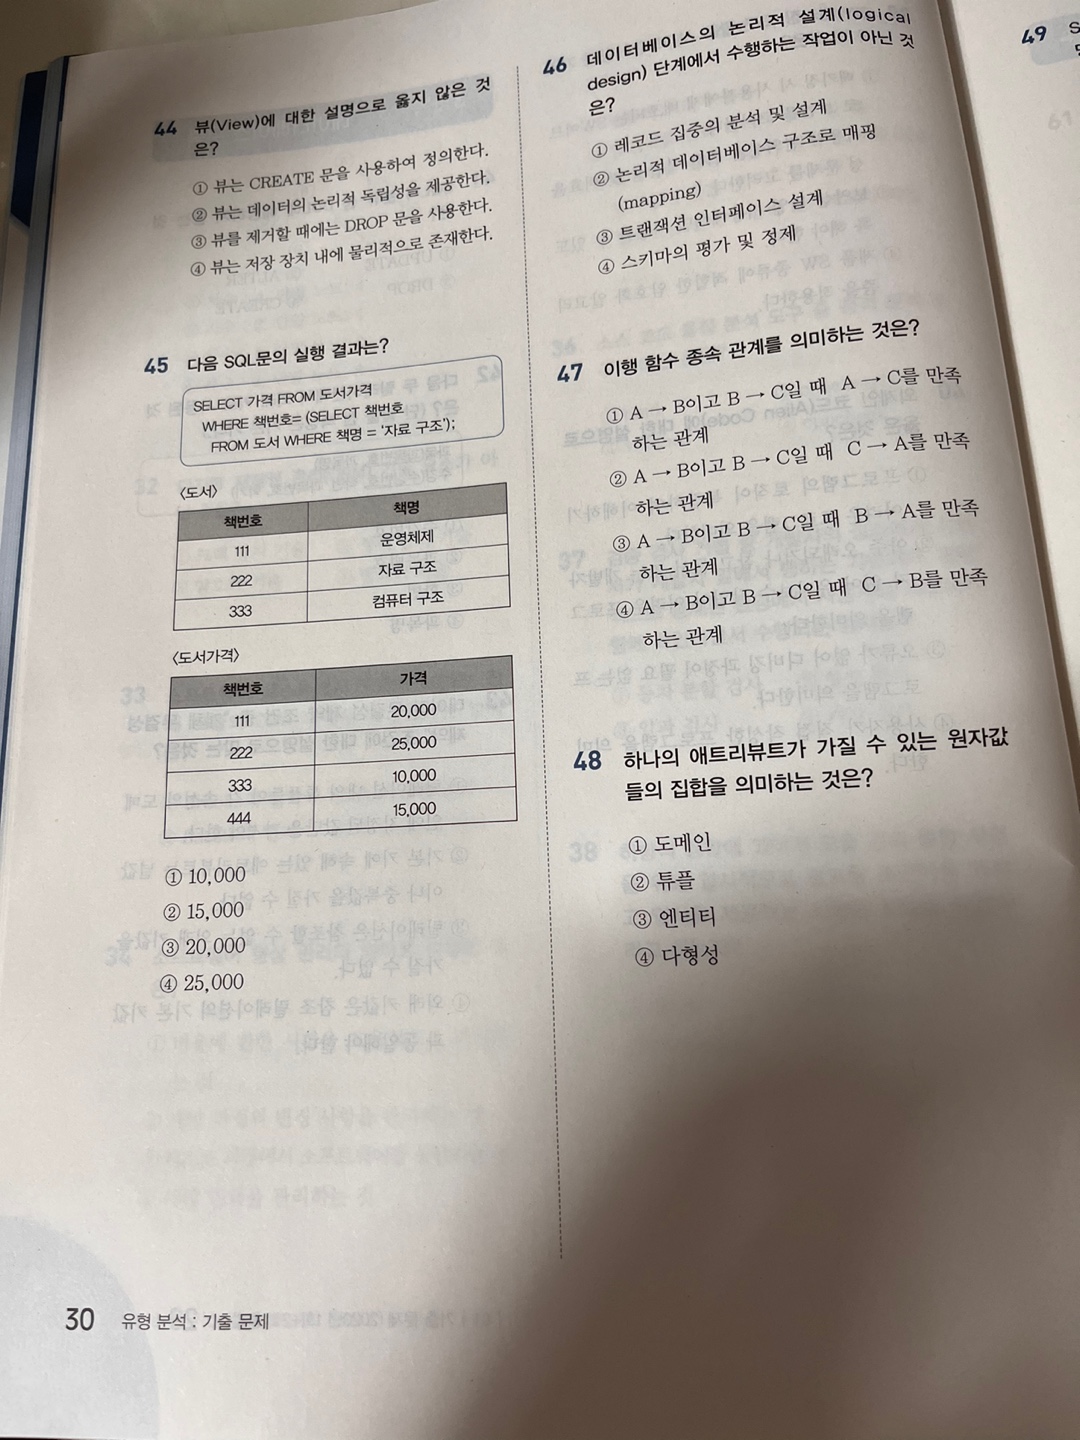 44 뷰(View)에 대한 설명으로 옳지 않은 것
은?
① 뷰는 CREATE 문을 사용하여 정의한다.
② 뷰는 데이터의 논리적 독립성을 제공한다.
③ 뷰를 제거할 때에는 DROP 문을 사용한다.
④ 뷰는 저장 장치 내에 물리적으로 존재한다.
45 다음 SQL문의 실행 결과는?
SELECT 가격 FROM 도서가격
WHERE 책번호= (SELECT 책번호
FROM 도서 WHERE 책명 = '자료 구조');
〈도서〉
책번호 책명
111 운영체제
222 자료 구조
333 컴퓨터 구조
〈도서가격〉
책번호 가격
111 20,000
222 25,000
333 10,000
444 15,000
① 10,000
② 15,000
③ 20,000
④ 25,000
46 데이터베이스의 논리적 설계(logical
design) 단계에서 수행하는 작업이 아닌 것
은?
① 레코드 집중의 분석 및 설계
② 논리적 데이터베이스 구조로 매핑
(mapping)
③ 트랜잭션 인터페이스 설계
④ 스키마의 평가 및 정제
47 이행 함수 종속 관계를 의미하는 것은?
① A → B이고 B → C일 때 A → C를 만족
하는 관계
② A → B이고 B → C일 때 C → A를 만족
하는 관계
③ A → B이고 B → C일 때 B → A를 만족
하는 관계
④ A → B이고 B → C일 때 C → B를 만족
하는 관계
48 하나의 애트리뷰트가 가질 수 있는 원자값
들의 집합을 의미하는 것은?
① 도메인
② 튜플
③ 엔티티
④ 다형성
49
30 유형 분석 : 기출 문제